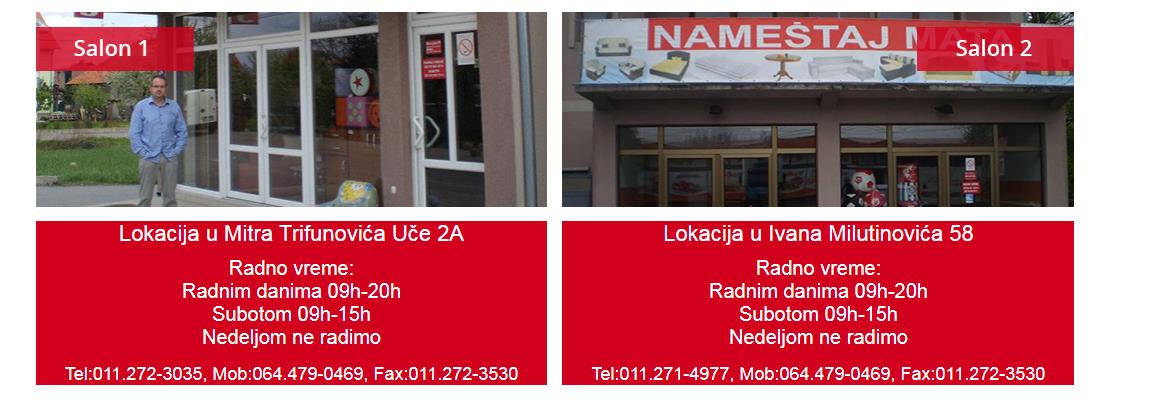 Salon 1
Lokacija u Mitra Trifunovića Uče 2A
Radno vreme:
Radnim danima 09h-20h
Subotom 09h-15h
Nedeljom ne radimo
Tel:011.272-3035, Mob:064.479-0469, Fax:011.272-3530
NAMEŠTAJ MATA
Salon 2
Lokacija u Ivana Milutinovića 58
Radno vreme:
Radnim danima 09h-20h
Subotom 09h-15h
Nedeljom ne radimo
Tel:011.271-4977, Mob:064.479-0469, Fax:011.272-3530